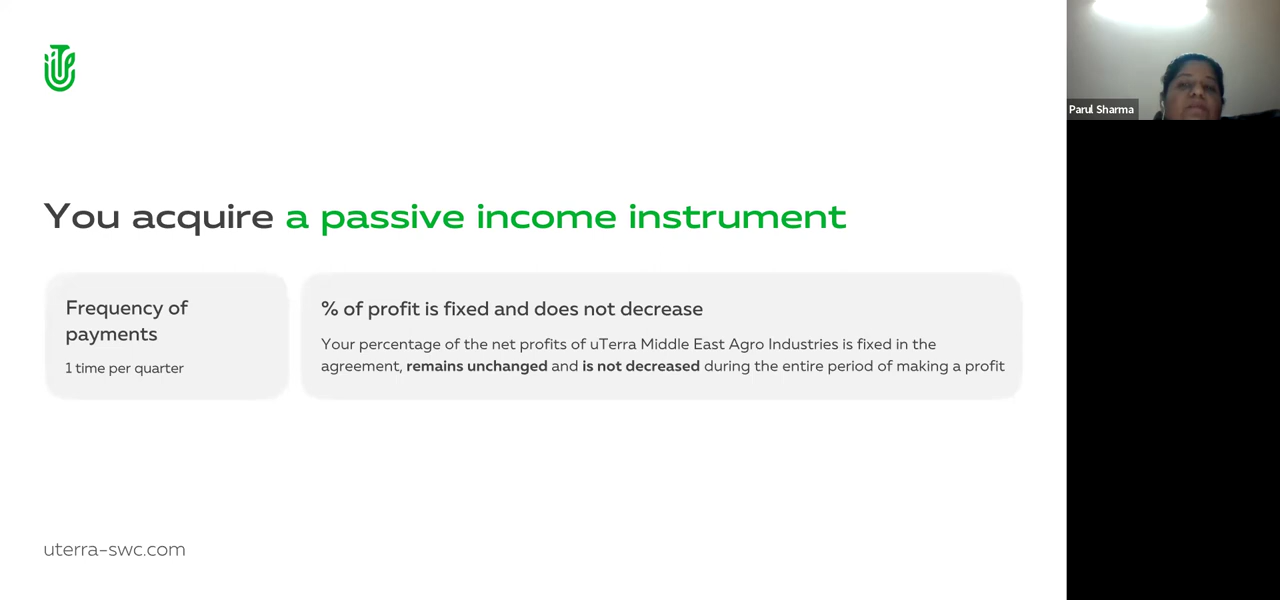 You acquire a passive income instrument
Frequency of
payments
1 time per quarter
% of profit is fixed and does not decrease
Your percentage of the net profits of uTerra Middle East Agro Industries is fixed in the
agreement, remains unchanged and is not decreased during the entire period of making a profit
uterra-swc.com
Parul Sharma